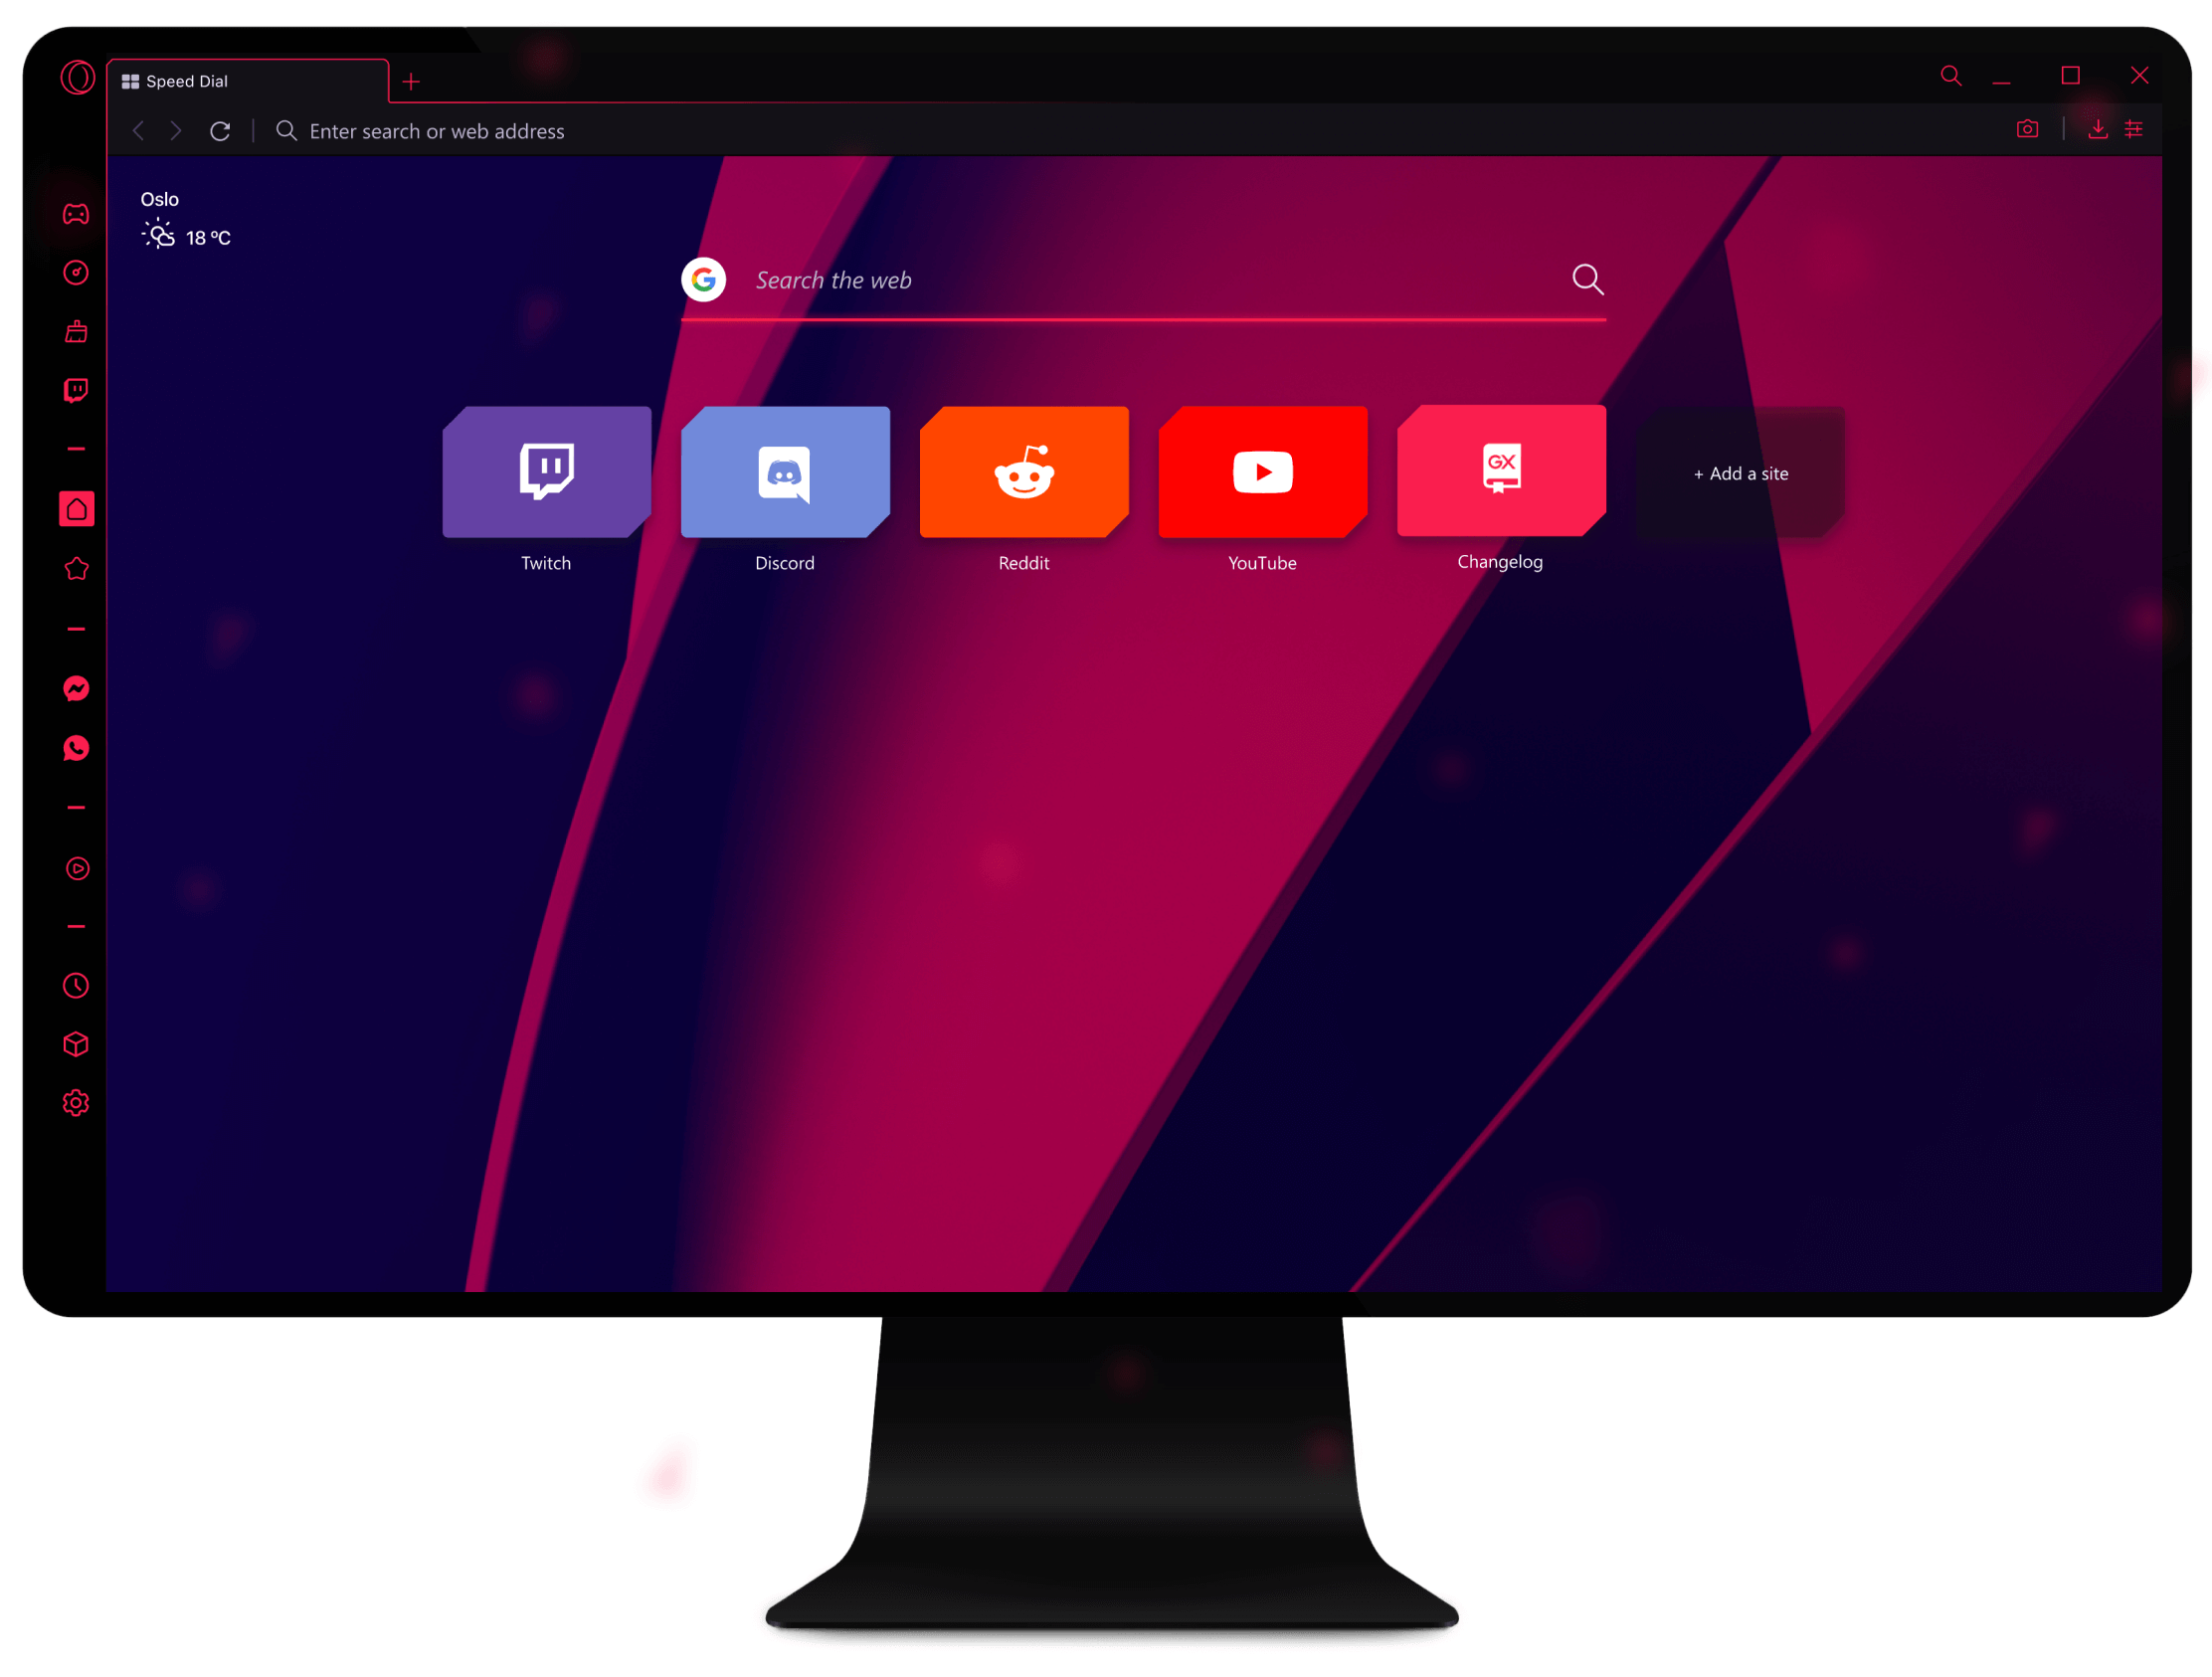 Speed Dial
Enter search or web address
Oslo
18 °C
Search the web
+ Add a site
GX
Twitch
Discord
Reddit
YouTube
Changelog